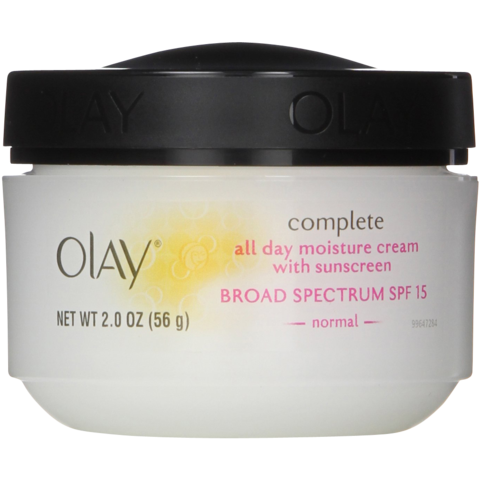 OLAY OLAY
OLAY®
complete
all day moisture cream
with sunscreen
BROAD SPECTRUM SPF 15
normal
NET WT 2.0 OZ (56 g)
99647264